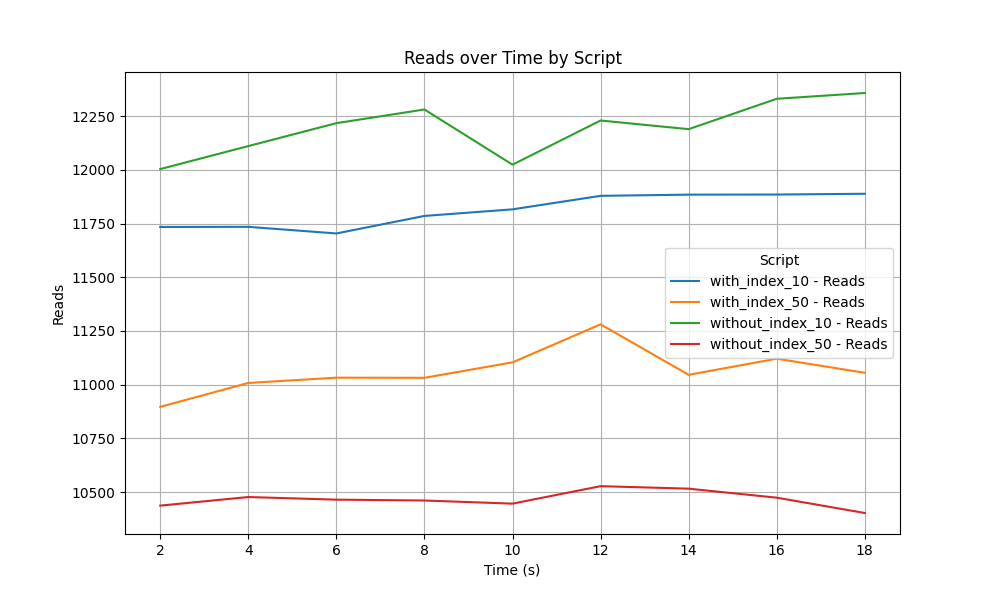 Reads over Time by Script
12250
12000
11750
11500
11250
11000
10750
10500
Reads
Script
with_index_10 - Reads
with_index_50 - Reads
without_index_10 - Reads
without_index_50 - Reads
2 4 6 8 10 12 14 16 18
Time (s)